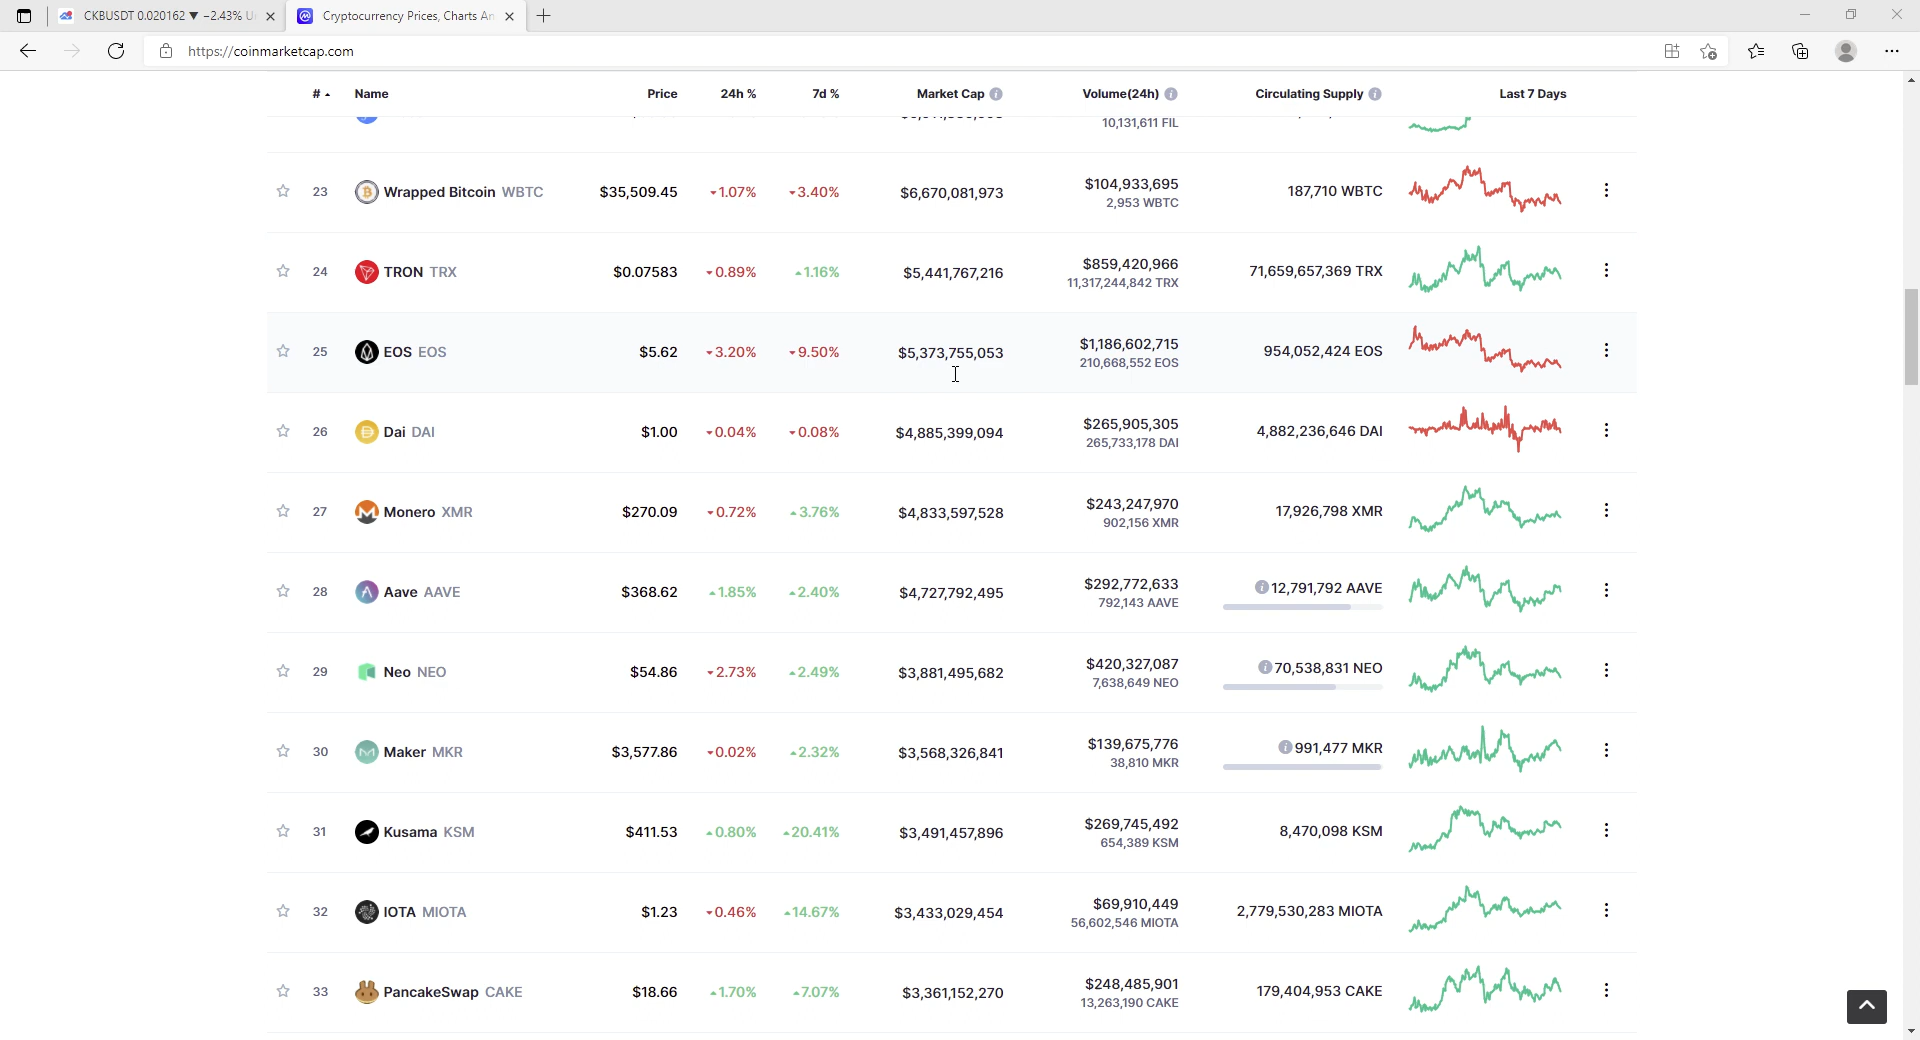 CKBUSDT 0.020162 ▼ −2.43%
Cryptocurrency Prices, Charts An
https://coinmarketcap.com
# Name Price 24h % 7d % Market Cap Volume(24h) Circulating Supply Last 7 Days
10,131,611 FIL
23 Wrapped Bitcoin WBTC $35,509.45 1.07% 3.40% $6,670,081,973 $104,933,695 187,710 WBTC
2,953 WBTC
24 TRON TRX $0.07583 0.89% 1.16% $5,441,767,216 $859,420,966 71,659,657,369 TRX
11,317,244,842 TRX
25 EOS EOS $5.62 3.20% 9.50% $5,373,755,053 $1,186,602,715 954,052,424 EOS
210,668,552 EOS
26 Dai DAI $1.00 0.04% 0.08% $4,885,399,094 $265,905,305 4,882,236,646 DAI
265,733,178 DAI
27 Monero XMR $270.09 0.72% 3.76% $4,833,597,528 $243,247,970 17,926,798 XMR
902,156 XMR
28 Aave AAVE $368.62 1.85% 2.40% $4,727,792,495 $292,772,633 12,791,792 AAVE
792,143 AAVE
29 Neo NEO $54.86 2.73% 2.49% $3,881,495,682 $420,327,087 70,538,831 NEO
7,638,649 NEO
30 Maker MKR $3,577.86 0.02% 2.32% $3,568,326,841 $139,675,776 991,477 MKR
38,810 MKR
31 Kusama KSM $411.53 0.80% 20.41% $3,491,457,896 $269,745,492 8,470,098 KSM
654,389 KSM
32 IOTA MIOTA $1.23 0.46% 14.67% $3,433,029,454 $69,910,449 2,779,530,283 MIOTA
56,602,546 MIOTA
33 PancakeSwap CAKE $18.66 1.70% 7.07% $3,361,152,270 $248,485,901 179,404,953 CAKE
13,263,190 CAKE